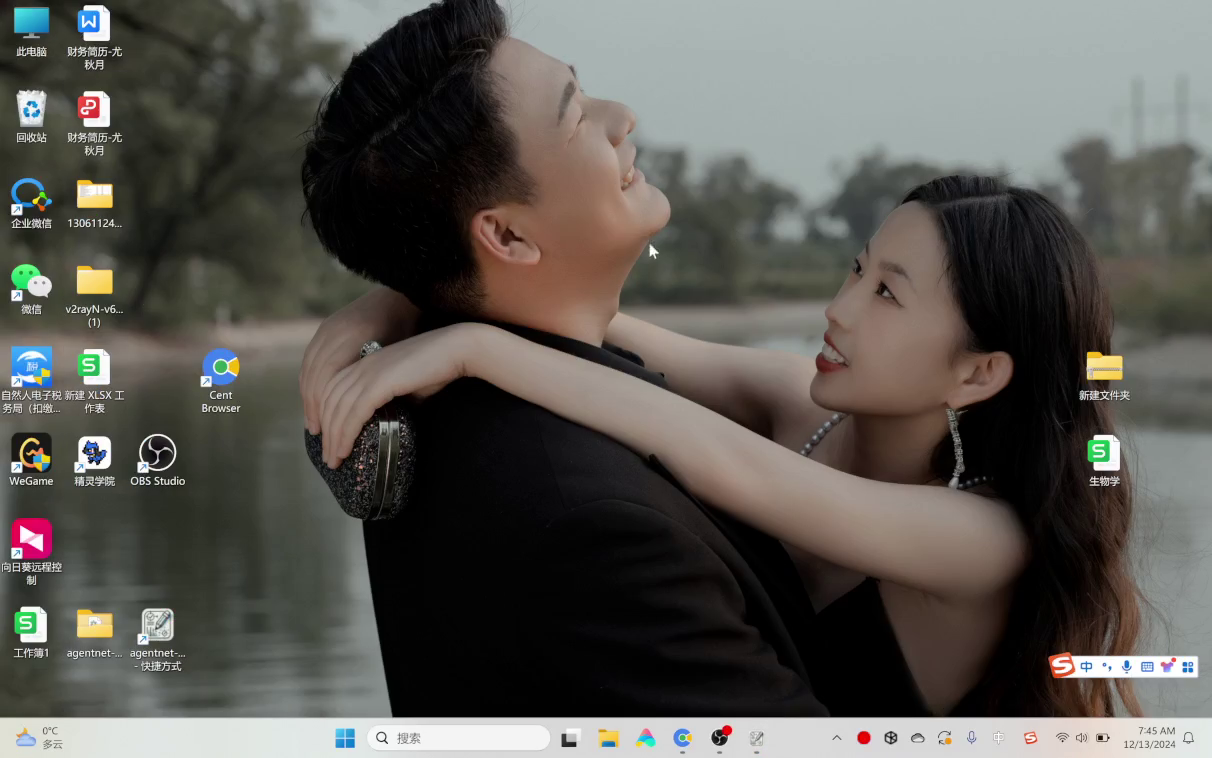 此电脑
财务简历-尤
秋月
回收站
财务简历-尤
秋月
企业微信
13061124...
微信
v2rayN-v6...
(1)
自然人电子税
务局（扣缴...
新建 XLSX 工
作表
Cent
Browser
WeGame
精灵学院
OBS Studio
向日葵远程控
制
工作簿1
agentnet-...
agentnet-...
- 快捷方式
新建文件夹
生物学
中
0°C
多云
搜索
中
7:45 AM
12/13/2024